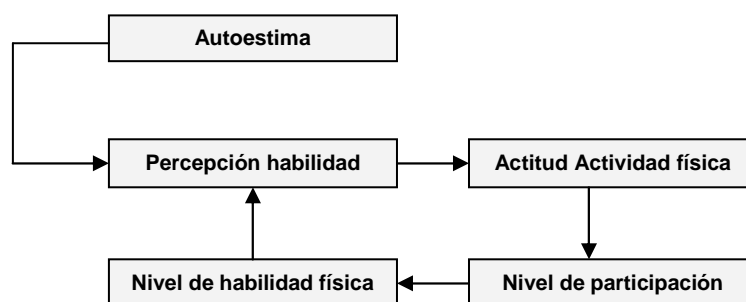 Autoestima
Percepción habilidad
Actitud Actividad física
Nivel de habilidad física
Nivel de participación